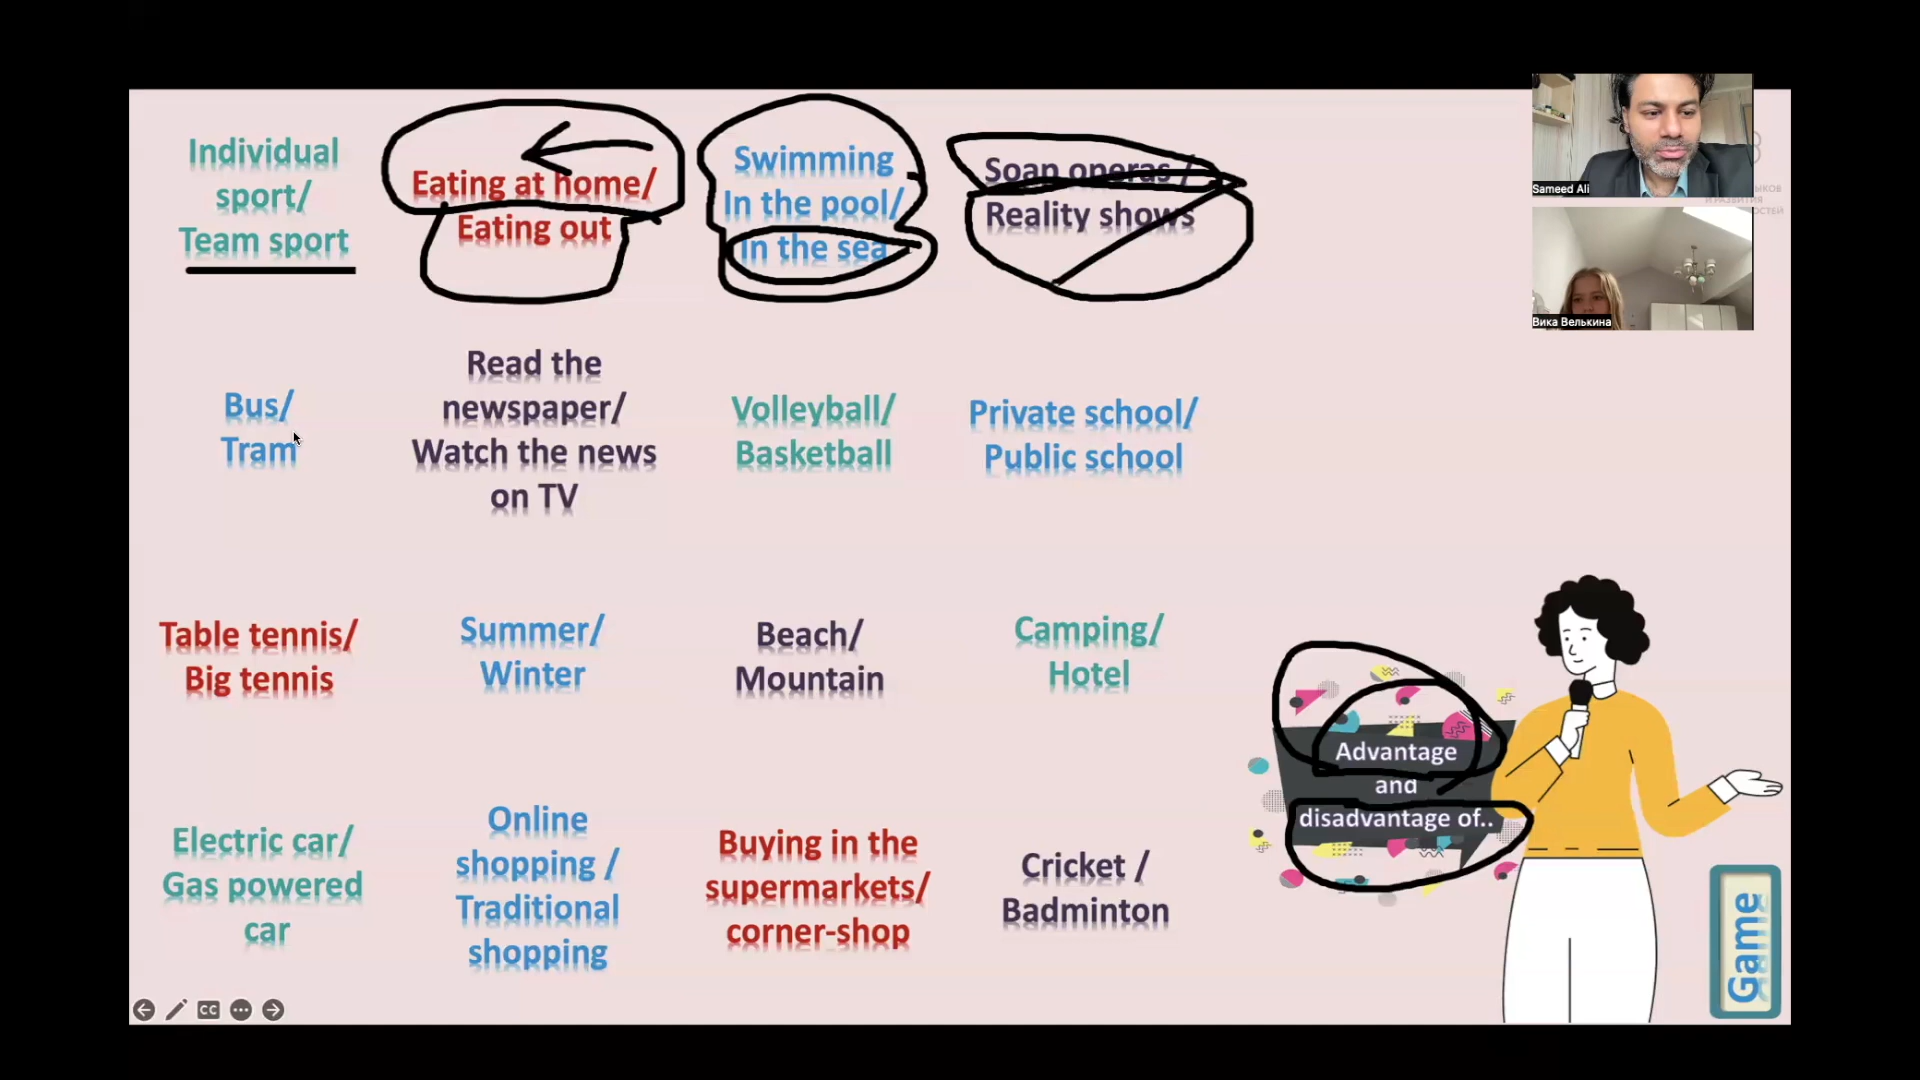 Individual
sport/
Team sport
Eating at home/
Eating out
Swimming
In the pool/
In the sea
Soap operas /
Reality shows
Sameed Ali
Вика Велькина
Bus/
Tram
Read the
newspaper/
Watch the news
on TV
Volleyball/
Basketball
Private school/
Public school
Table tennis/
Big tennis
Summer/
Winter
Beach/
Mountain
Camping/
Hotel
Advantage
and
disadvantage of..
Electric car/
Gas powered
car
Online
shopping /
Traditional
shopping
Buying in the
supermarkets/
corner-shop
Cricket /
Badminton
Game
CC